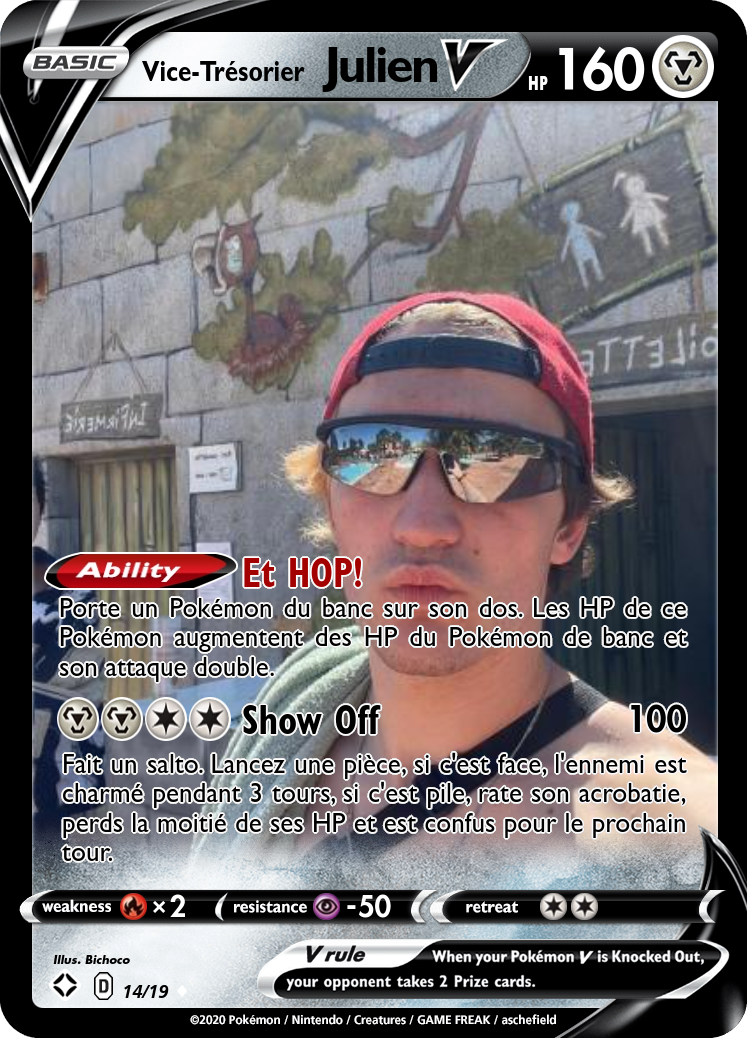 BASIC
Vice-Trésorier Julien V HP 160
INFIRMERIE
TOILETTE
Ability Et HOP!
Porte un Pokémon du banc sur son dos. Les HP de ce
Pokémon augmentent des HP du Pokémon de banc et
son attaque double.
Show Off 100
Fait un salto. Lancez une pièce, si c'est face, l'ennemi est
charmé pendant 3 tours, si c'est pile, rate son acrobatie,
perds la moitié de ses HP et est confus pour le prochain
tour.
weakness ×2 resistance -50 retreat
Illus. Bichoco
D 14/19
V rule When your Pokémon V is Knocked Out,
your opponent takes 2 Prize cards.
©2020 Pokémon / Nintendo / Creatures / GAME FREAK / aschefield